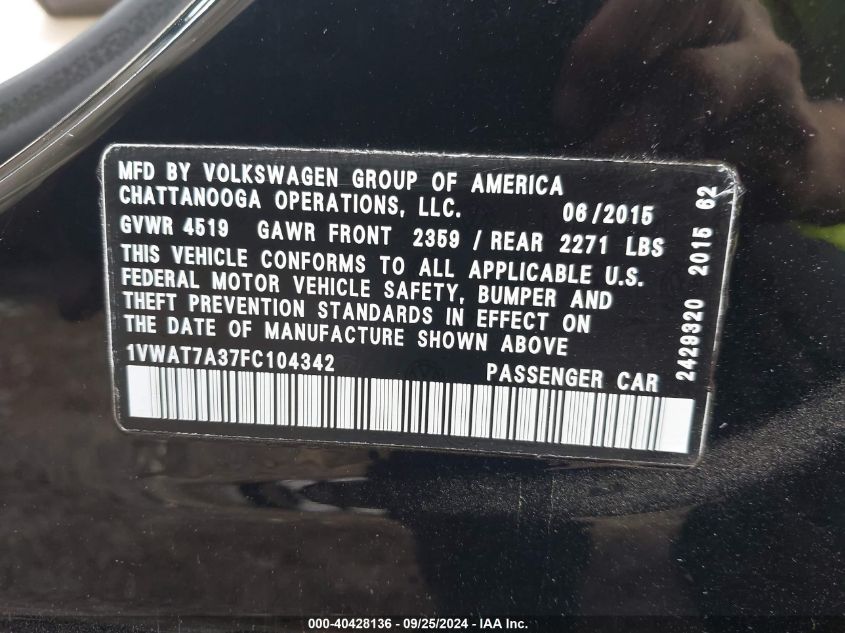 MFD BY VOLKSWAGEN GROUP OF AMERICA
CHATTANOOGA OPERATIONS, LLC. 06/2015
GVWR 4519 GAWR FRONT 2359 / REAR 2271 LBS
THIS VEHICLE CONFORMS TO ALL APPLICABLE U.S.
FEDERAL MOTOR VEHICLE SAFETY, BUMPER AND
THEFT PREVENTION STANDARDS IN EFFECT ON
THE DATE OF MANUFACTURE SHOWN ABOVE
1VWAT7A37FC104342 PASSENGER CAR
2429320 2015 62
000-40428136 - 09/25/2024 - IAA Inc.